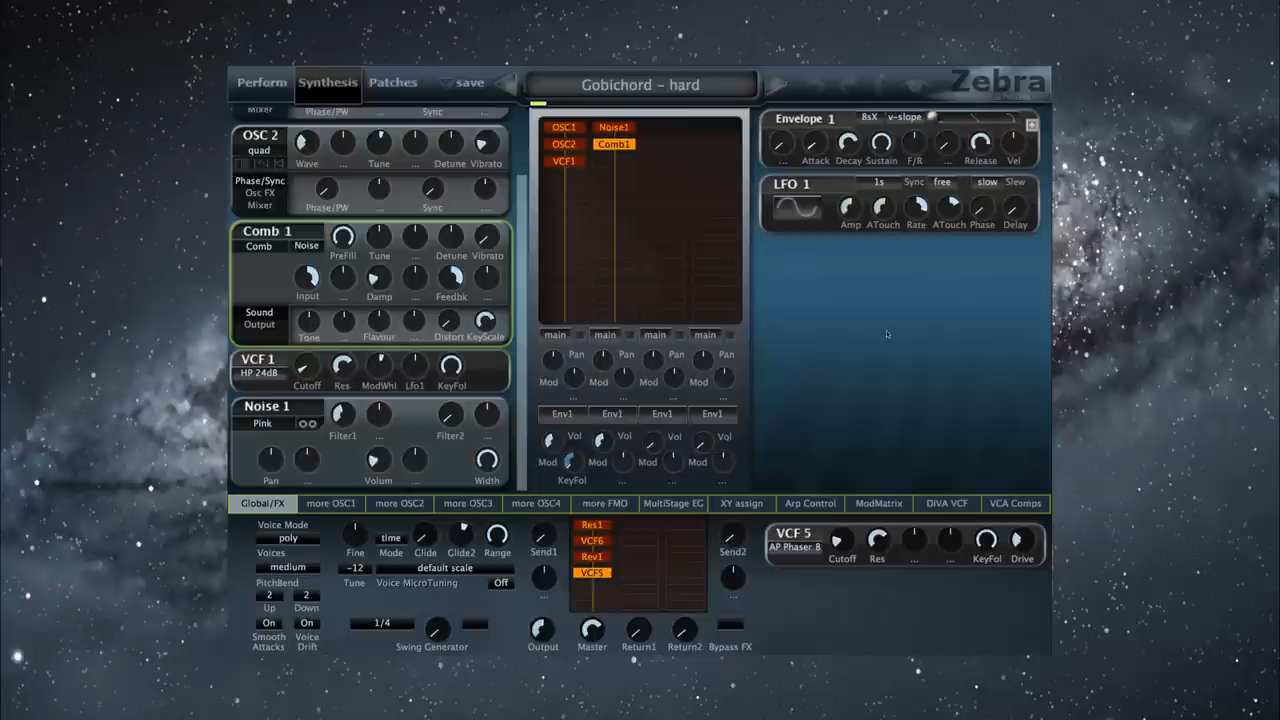 Perform Synthesis Patches save Gobichord - hard Zebra
Mixer Phase/PW ... Sync ...
OSC 2
quad
Wave ... Tune ... Detune Vibrato
Phase/Sync
Osc FX
Mixer
Phase/PW ... Sync ...
Comb 1
Comb Noise
PreFill Tune ... Detune Vibrato
Input ... Damp ... Feedbk ...
Sound
Output
Tone ... Flavour ... Distort KeyScale
VCF 1
HP 24dB
Cutoff Res ModWhl Lfo1 KeyFol
Noise 1
Pink
Filter1 ... Filter2 ...
Pan ... Volum ... Width
OSC1 Noise1
OSC2 Comb1
VCF1
main main main main
Pan Pan Pan Pan
Mod Mod Mod Mod
... ... ... ...
Env1 Env1 Env1 Env1
Vol Vol Vol Vol
Mod Mod Mod Mod
KeyFol ... ... ...
Envelope 1 8sX v-slope
... Attack Decay Sustain F/R ... Release Vel
LFO 1 1s Sync free slow Slew
Amp ATouch Rate ATouch Phase Delay
Global/FX more OSC1 more OSC2 more OSC3 more OSC4 more FMO MultiStage EG XY assign Arp Control ModMatrix DIVA VCF VCA Comps
Voice Mode
poly
Voices
medium
PitchBend
2 2
Up Down
On On
Smooth Voice
Attacks Drift
time
Fine Mode Glide Glide2 Range
-12 default scale
Tune Voice MicroTuning Off
1/4
Swing Generator
Send1
...
Res1
VCF6
Rev1
VCF5
Send2
...
Output Master Return1 Return2 Bypass FX
VCF 5
AP Phaser 8
Cutoff Res ... ... KeyFol Drive